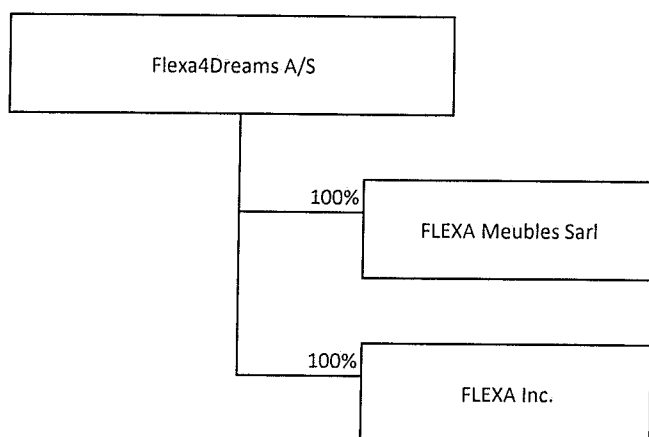 Flexa4Dreams A/S
100%
FLEXA Meubles Sarl
100%
FLEXA Inc.